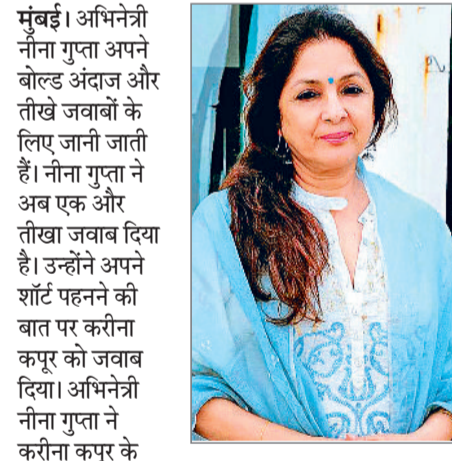 मुंबई। अभिनेत्री
नीना गुप्ता अपने
बोल्ड अंदाज और
तीखे जवाबों के
लिए जानी जाती
हैं। नीना गुप्ता ने
अब एक और
तीखा जवाब दिया
है। उन्होंने अपने
शॉर्ट पहनने की
बात पर करीना
कपूर को जवाब
दिया। अभिनेत्री
नीना गुप्ता ने
करीना कपूर के